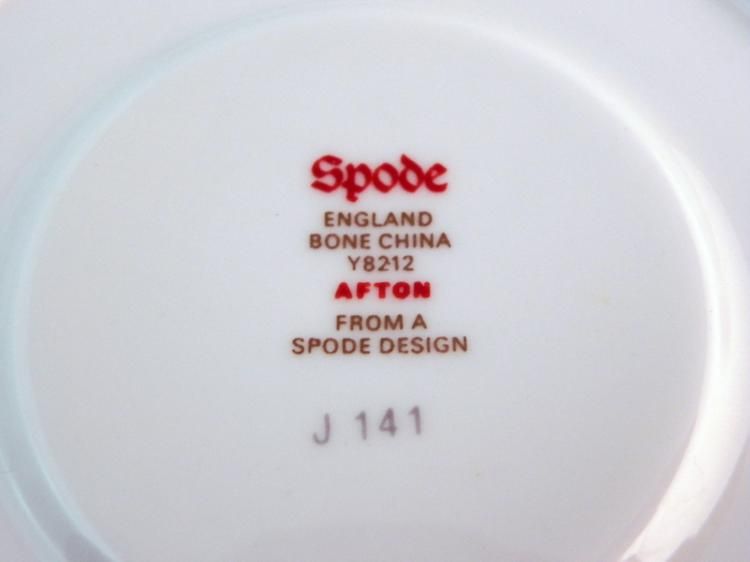 Spode
ENGLAND
BONE CHINA
Y8212
AFTON
FROM A
SPODE DESIGN
J 141